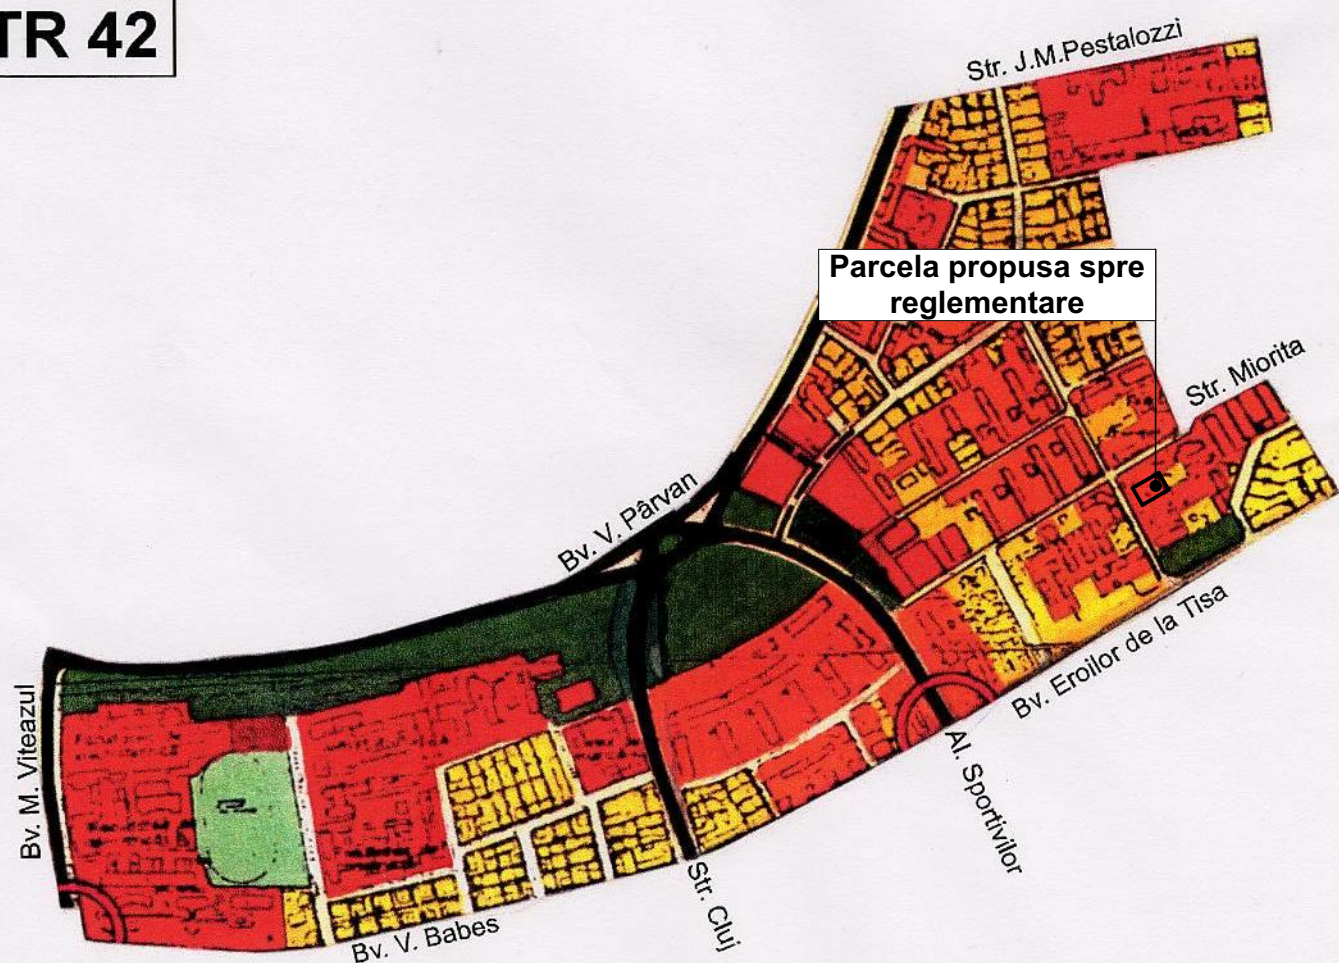 TR 42
Str. J.M.Pestalozzi
Parcela propusa spre
reglementare
Str. Miorita
Bv. V. Pârvan
Bv. Eroilor de la Tisa
Bv. M. Viteazul
Al. Sportivilor
Str. Cluj
Bv. V. Babes